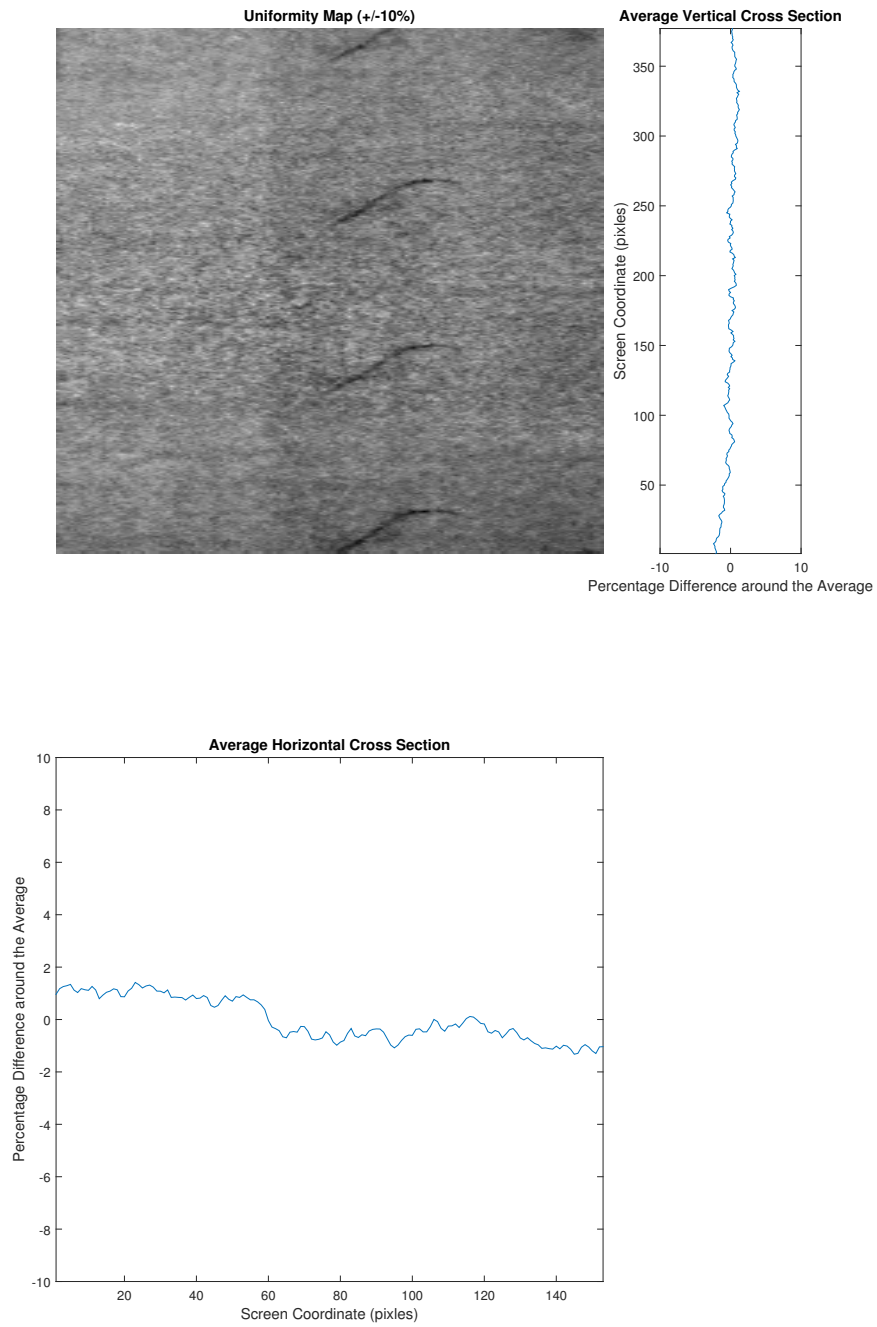 Uniformity Map (+/-10%)
Average Vertical Cross Section
350
300
250
200
150
100
50
Screen Coordinate (pixles)
-10 0 10
Percentage Difference around the Average
Average Horizontal Cross Section
10
8
6
4
2
0
-2
-4
-6
-8
-10
Percentage Difference around the Average
20 40 60 80 100 120 140
Screen Coordinate (pixles)